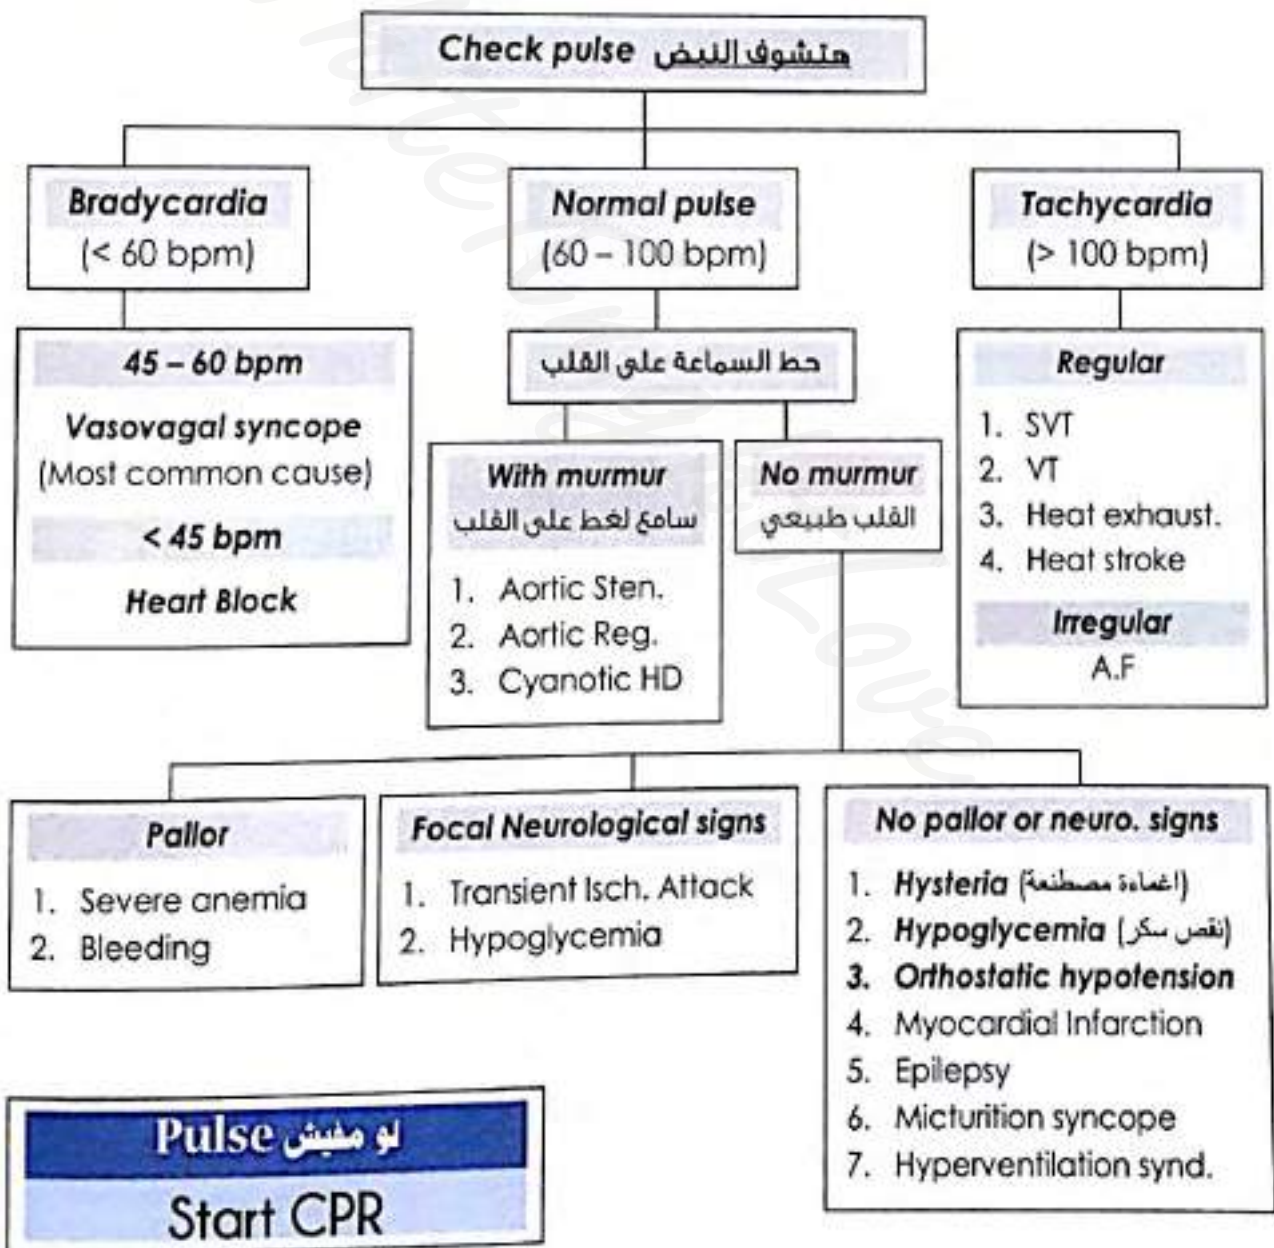 Check pulse هتشوف النبض
Bradycardia
(< 60 bpm)
45 – 60 bpm
Vasovagal syncope
(Most common cause)
< 45 bpm
Heart Block
Normal pulse
(60 – 100 bpm)
حط السماعة على القلب
With murmur
سامع لغط على القلب
1. Aortic Sten.
2. Aortic Reg.
3. Cyanotic HD
No murmur
القلب طبيعي
Tachycardia
(> 100 bpm)
Regular
1. SVT
2. VT
3. Heat exhaust.
4. Heat stroke
Irregular
A.F
Pallor
1. Severe anemia
2. Bleeding
Focal Neurological signs
1. Transient Isch. Attack
2. Hypoglycemia
No pallor or neuro. signs
1. Hysteria (اغماءة مصطنعة)
2. Hypoglycemia (نقص سكر)
3. Orthostatic hypotension
4. Myocardial Infarction
5. Epilepsy
6. Micturition syncope
7. Hyperventilation synd.
لو مفيش Pulse
Start CPR